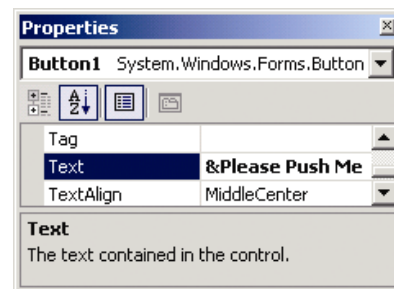 Properties
Button1 System.Windows.Forms.Button
Tag
Text &Please Push Me
TextAlign MiddleCenter
Text
The text contained in the control.